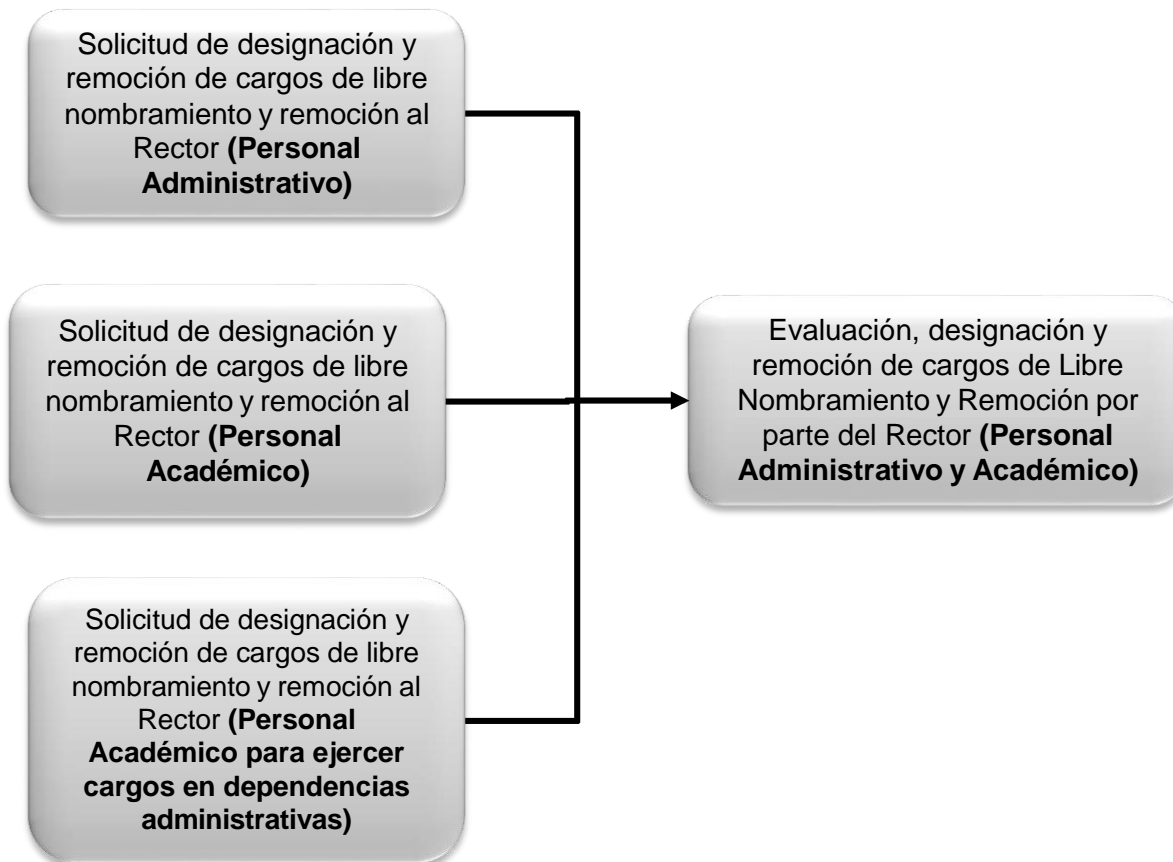 Solicitud de designación y
remoción de cargos de libre
nombramiento y remoción al
Rector (Personal
Administrativo)
Solicitud de designación y
remoción de cargos de libre
nombramiento y remoción al
Rector (Personal
Académico)
Evaluación, designación y
remoción de cargos de Libre
Nombramiento y Remoción por
parte del Rector (Personal
Administrativo y Académico)
Solicitud de designación y
remoción de cargos de libre
nombramiento y remoción al
Rector (Personal
Académico para ejercer
cargos en dependencias
administrativas)